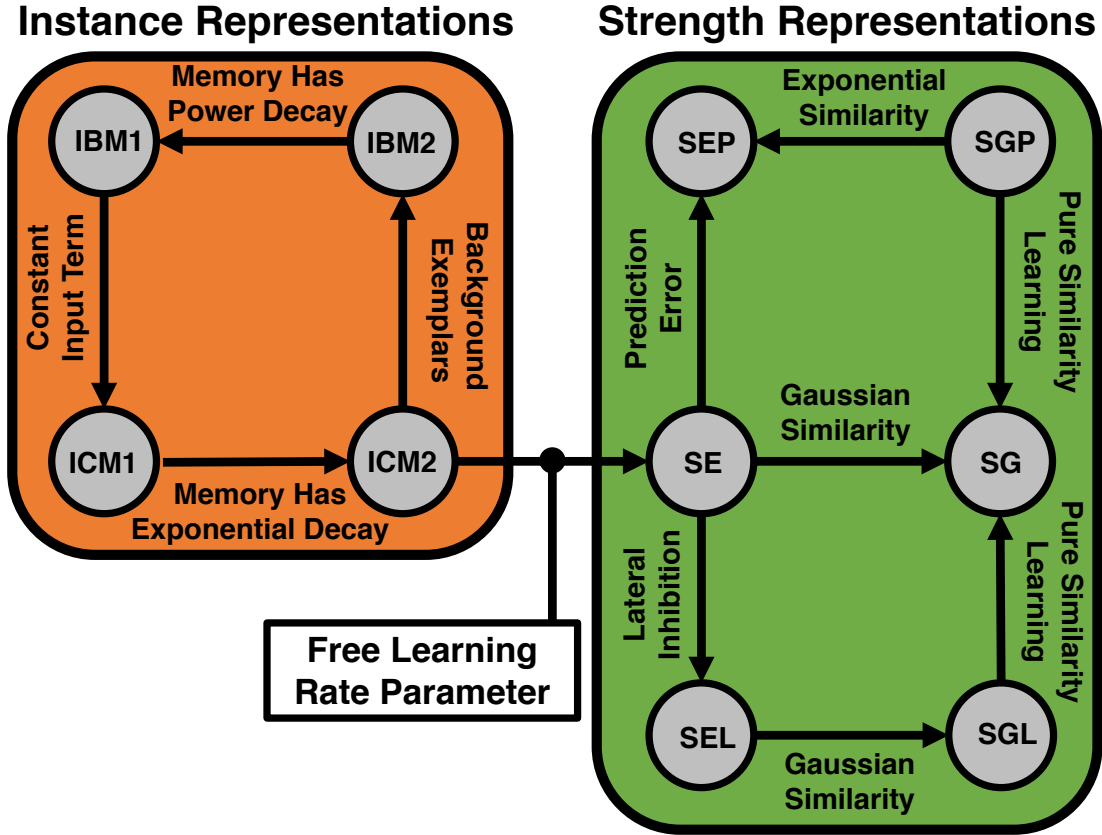 Instance Representations
Memory Has
Power Decay
IBM1
IBM2
Constant
Input Term
Background
Exemplars
ICM1
ICM2
Memory Has
Exponential Decay
Free Learning
Rate Parameter
Strength Representations
Exponential
Similarity
SEP
SGP
Prediction
Error
Pure Similarity
Learning
Gaussian
Similarity
SE
SG
Lateral
Inhibition
Pure Similarity
Learning
SEL
SGL
Gaussian
Similarity